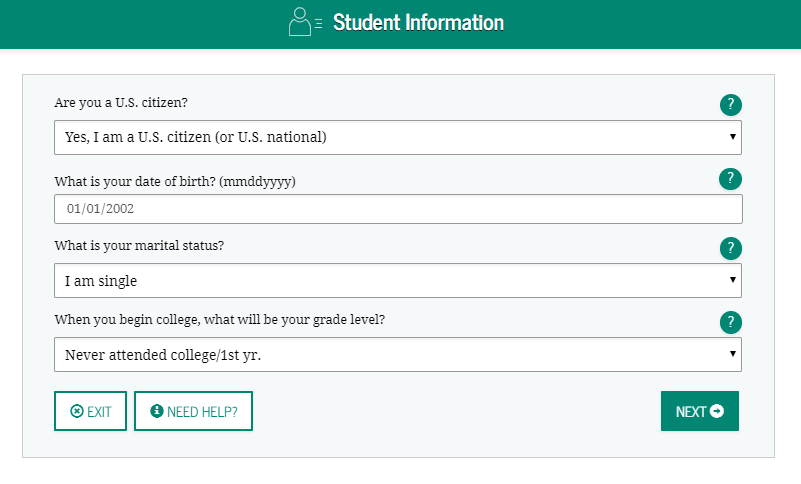 Student Information
Are you a U.S. citizen?
?
Yes, I am a U.S. citizen (or U.S. national)
What is your date of birth? (mmddyyyy)
?
01/01/2002
What is your marital status?
?
I am single
When you begin college, what will be your grade level?
?
Never attended college/1st yr.
EXIT
NEED HELP?
NEXT